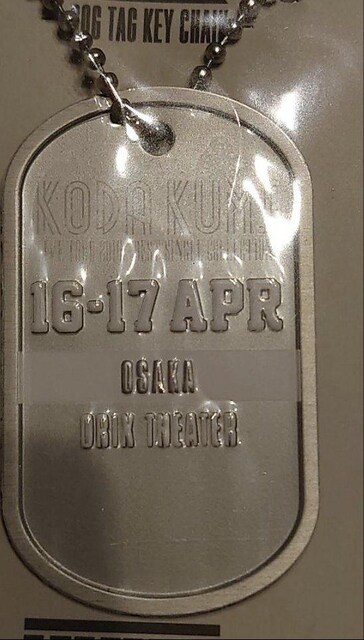 DOG TAG KEY CHAIN
KODA KUMI
16-17 APR
OSAKA
ORIX THEATER